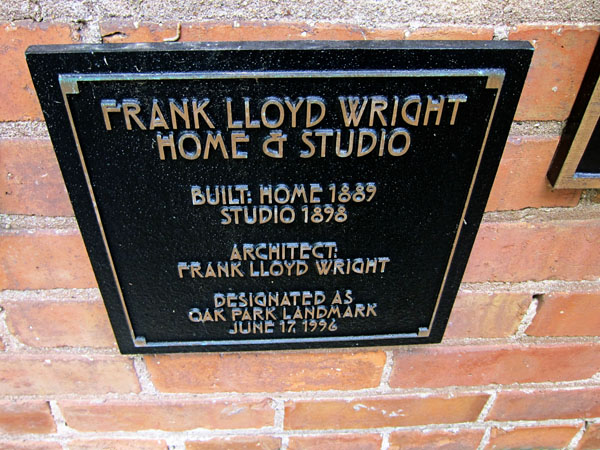 FRANK LLOYD WRIGHT
HOME & STUDIO
BUILT: HOME 1889
STUDIO 1898
ARCHITECT:
FRANK LLOYD WRIGHT
DESIGNATED AS
OAK PARK LANDMARK
JUNE 17, 1996